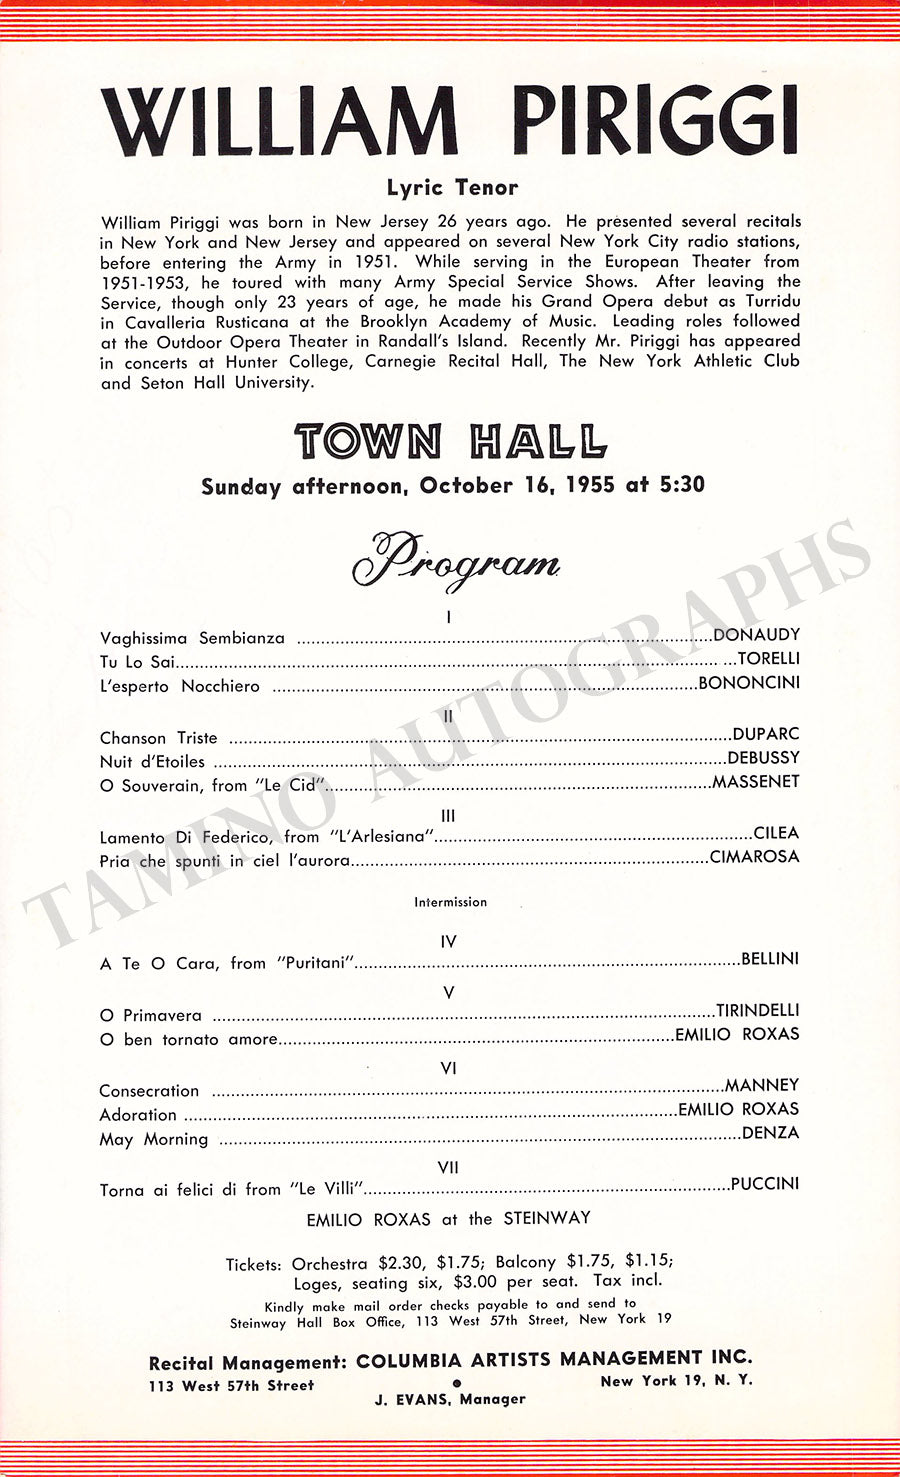 WILLIAM PIRIGGI
Lyric Tenor
William Piriggi was born in New Jersey 26 years ago. He presented several recitals
in New York and New Jersey and appeared on several New York City radio stations,
before entering the Army in 1951. While serving in the European Theater from
1951-1953, he toured with many Army Special Service Shows. After leaving the
Service, though only 23 years of age, he made his Grand Opera debut as Turridu
in Cavalleria Rusticana at the Brooklyn Academy of Music. Leading roles followed
at the Outdoor Opera Theater in Randall's Island. Recently Mr. Piriggi has appeared
in concerts at Hunter College, Carnegie Recital Hall, The New York Athletic Club
and Seton Hall University.
TOWN HALL
Sunday afternoon, October 16, 1955 at 5:30
Program
I
Vaghissima Sembianza ... DONAUDY
Tu Lo Sai ... TORELLI
L'esperto Nocchiero ... BONONCINI
II
Chanson Triste ... DUPARC
Nuit d'Etoiles ... DEBUSSY
O Souverain, from "Le Cid" ... MASSENET
III
Lamento Di Federico, from "L'Arlesiana" ... CILEA
Pria che spunti in ciel l'aurora ... CIMAROSA
Intermission
IV
A Te O Cara, from "Puritani" ... BELLINI
V
O Primavera ... TIRINDELLI
O ben tornato amore ... EMILIO ROXAS
VI
Consecration ... MANNEY
Adoration ... EMILIO ROXAS
May Morning ... DENZA
VII
Torna ai felici di from "Le Villi" ... PUCCINI
EMILIO ROXAS at the STEINWAY
Tickets: Orchestra $2.30, $1.75; Balcony $1.75, $1.15;
Loges, seating six, $3.00 per seat. Tax incl.
Kindly make mail order checks payable to and send to
Steinway Hall Box Office, 113 West 57th Street, New York 19
Recital Management: COLUMBIA ARTISTS MANAGEMENT INC.
113 West 57th Street • New York 19, N. Y.
J. EVANS, Manager
TAMINO AUTOGRAPHS